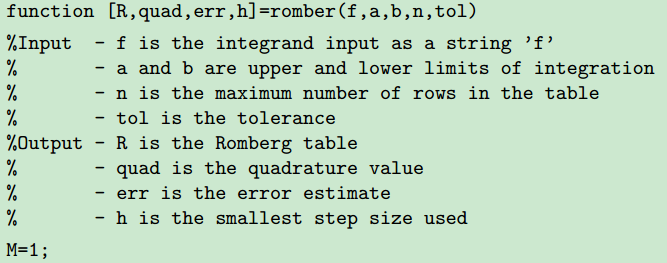 function [R,quad,err,h]=romber(f,a,b,n,tol)
%Input - f is the integrand input as a string ’f’
% - a and b are upper and lower limits of integration
% - n is the maximum number of rows in the table
% - tol is the tolerance
%Output - R is the Romberg table
% - quad is the quadrature value
% - err is the error estimate
% - h is the smallest step size used
M=1;